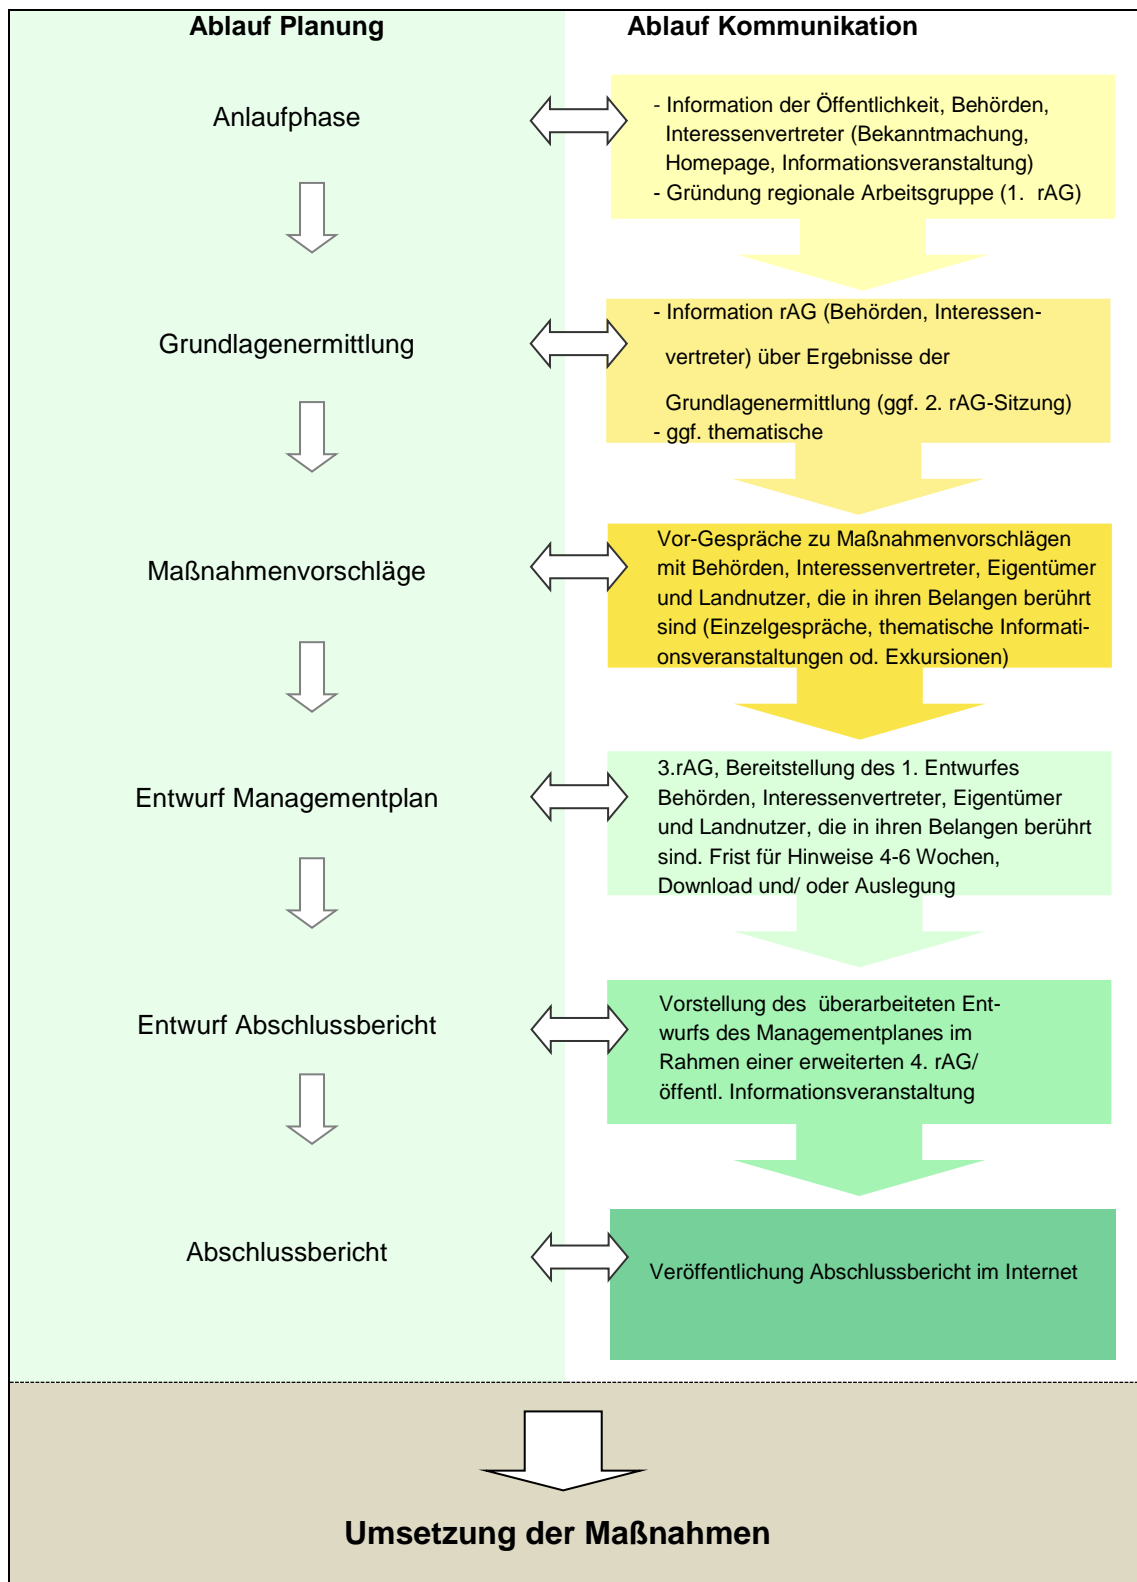 Ablauf Planung
Ablauf Kommunikation
Anlaufphase
- Information der Öffentlichkeit, Behörden,
Interessenvertreter (Bekanntmachung,
Homepage, Informationsveranstaltung)
- Gründung regionale Arbeitsgruppe (1. rAG)
Grundlagenermittlung
- Information rAG (Behörden, Interessen-
vertreter) über Ergebnisse der
Grundlagenermittlung (ggf. 2. rAG-Sitzung)
- ggf. thematische
Maßnahmenvorschläge
Vor-Gespräche zu Maßnahmenvorschlägen
mit Behörden, Interessenvertreter, Eigentümer
und Landnutzer, die in ihren Belangen berührt
sind (Einzelgespräche, thematische Informati-
onsveranstaltungen od. Exkursionen)
Entwurf Managementplan
3.rAG, Bereitstellung des 1. Entwurfes
Behörden, Interessenvertreter, Eigentümer
und Landnutzer, die in ihren Belangen berührt
sind. Frist für Hinweise 4-6 Wochen,
Download und/ oder Auslegung
Entwurf Abschlussbericht
Vorstellung des überarbeiteten Ent-
wurfs des Managementplanes im
Rahmen einer erweiterten 4. rAG/
öffentl. Informationsveranstaltung
Abschlussbericht
Veröffentlichung Abschlussbericht im Internet
Umsetzung der Maßnahmen